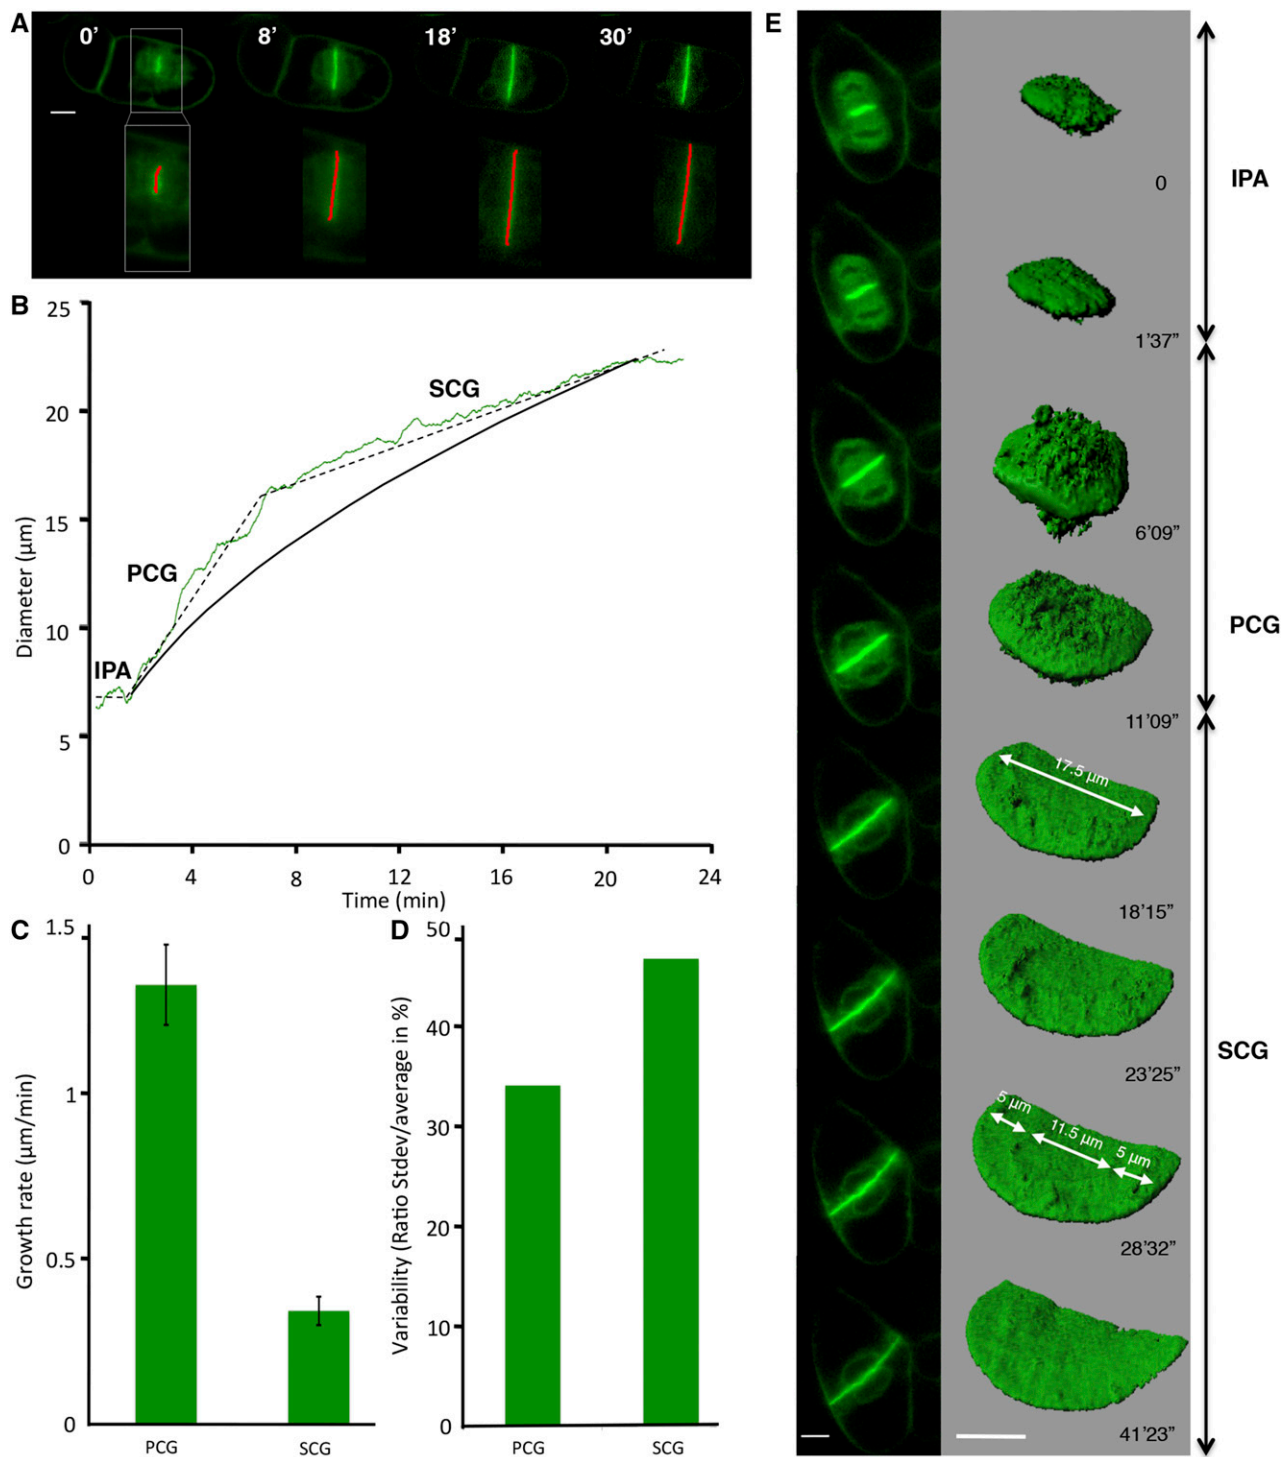 A
0’ 8’ 18’ 30’
B
25
20
15
10
5
0
Diameter (µm)
IPA
PCG
SCG
0 4 8 12 16 20 24
Time (min)
C
1.5
1
0.5
0
Growth rate (µm/min)
PCG SCG
D
50
40
30
20
10
0
Variability (Ratio Stdev/average in %)
PCG SCG
E
0
1’37”
6’09”
11’09”
17.5 µm
18’15”
23’25”
5 µm
11.5 µm
5 µm
28’32”
41’23”
IPA
PCG
SCG